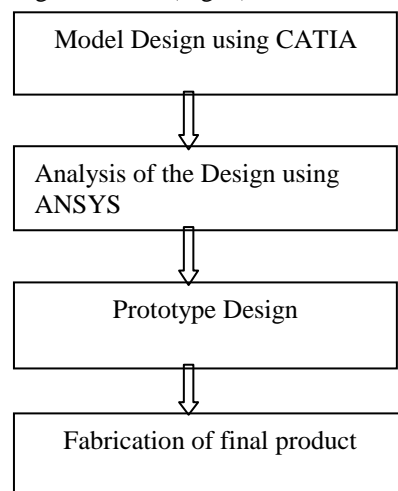 Model Design using CATIA
Analysis of the Design using
ANSYS
Prototype Design
Fabrication of final product